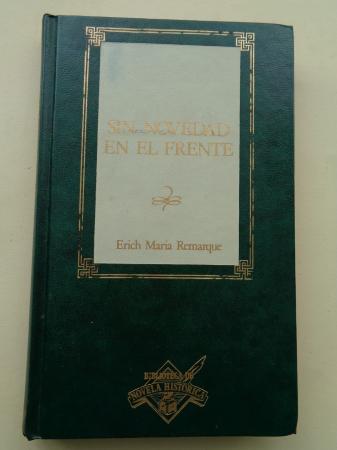 SIN NOVEDAD
EN EL FRENTE
Erich Maria Remarque
BIBLIOTECA DE
NOVELA HISTÓRICA